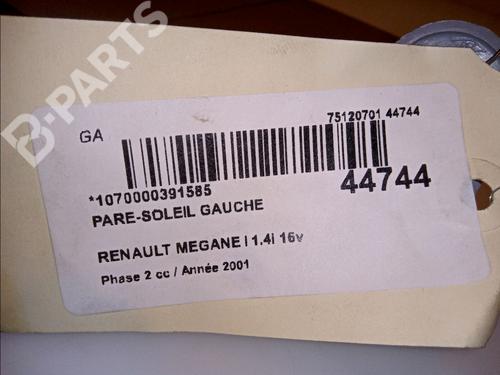 B-PARTS
GA
75120701 44744
*1070000391585
44744
PARE-SOLEIL GAUCHE
RENAULT MEGANE I 1.4i 16v
Phase 2 cc / Année 2001